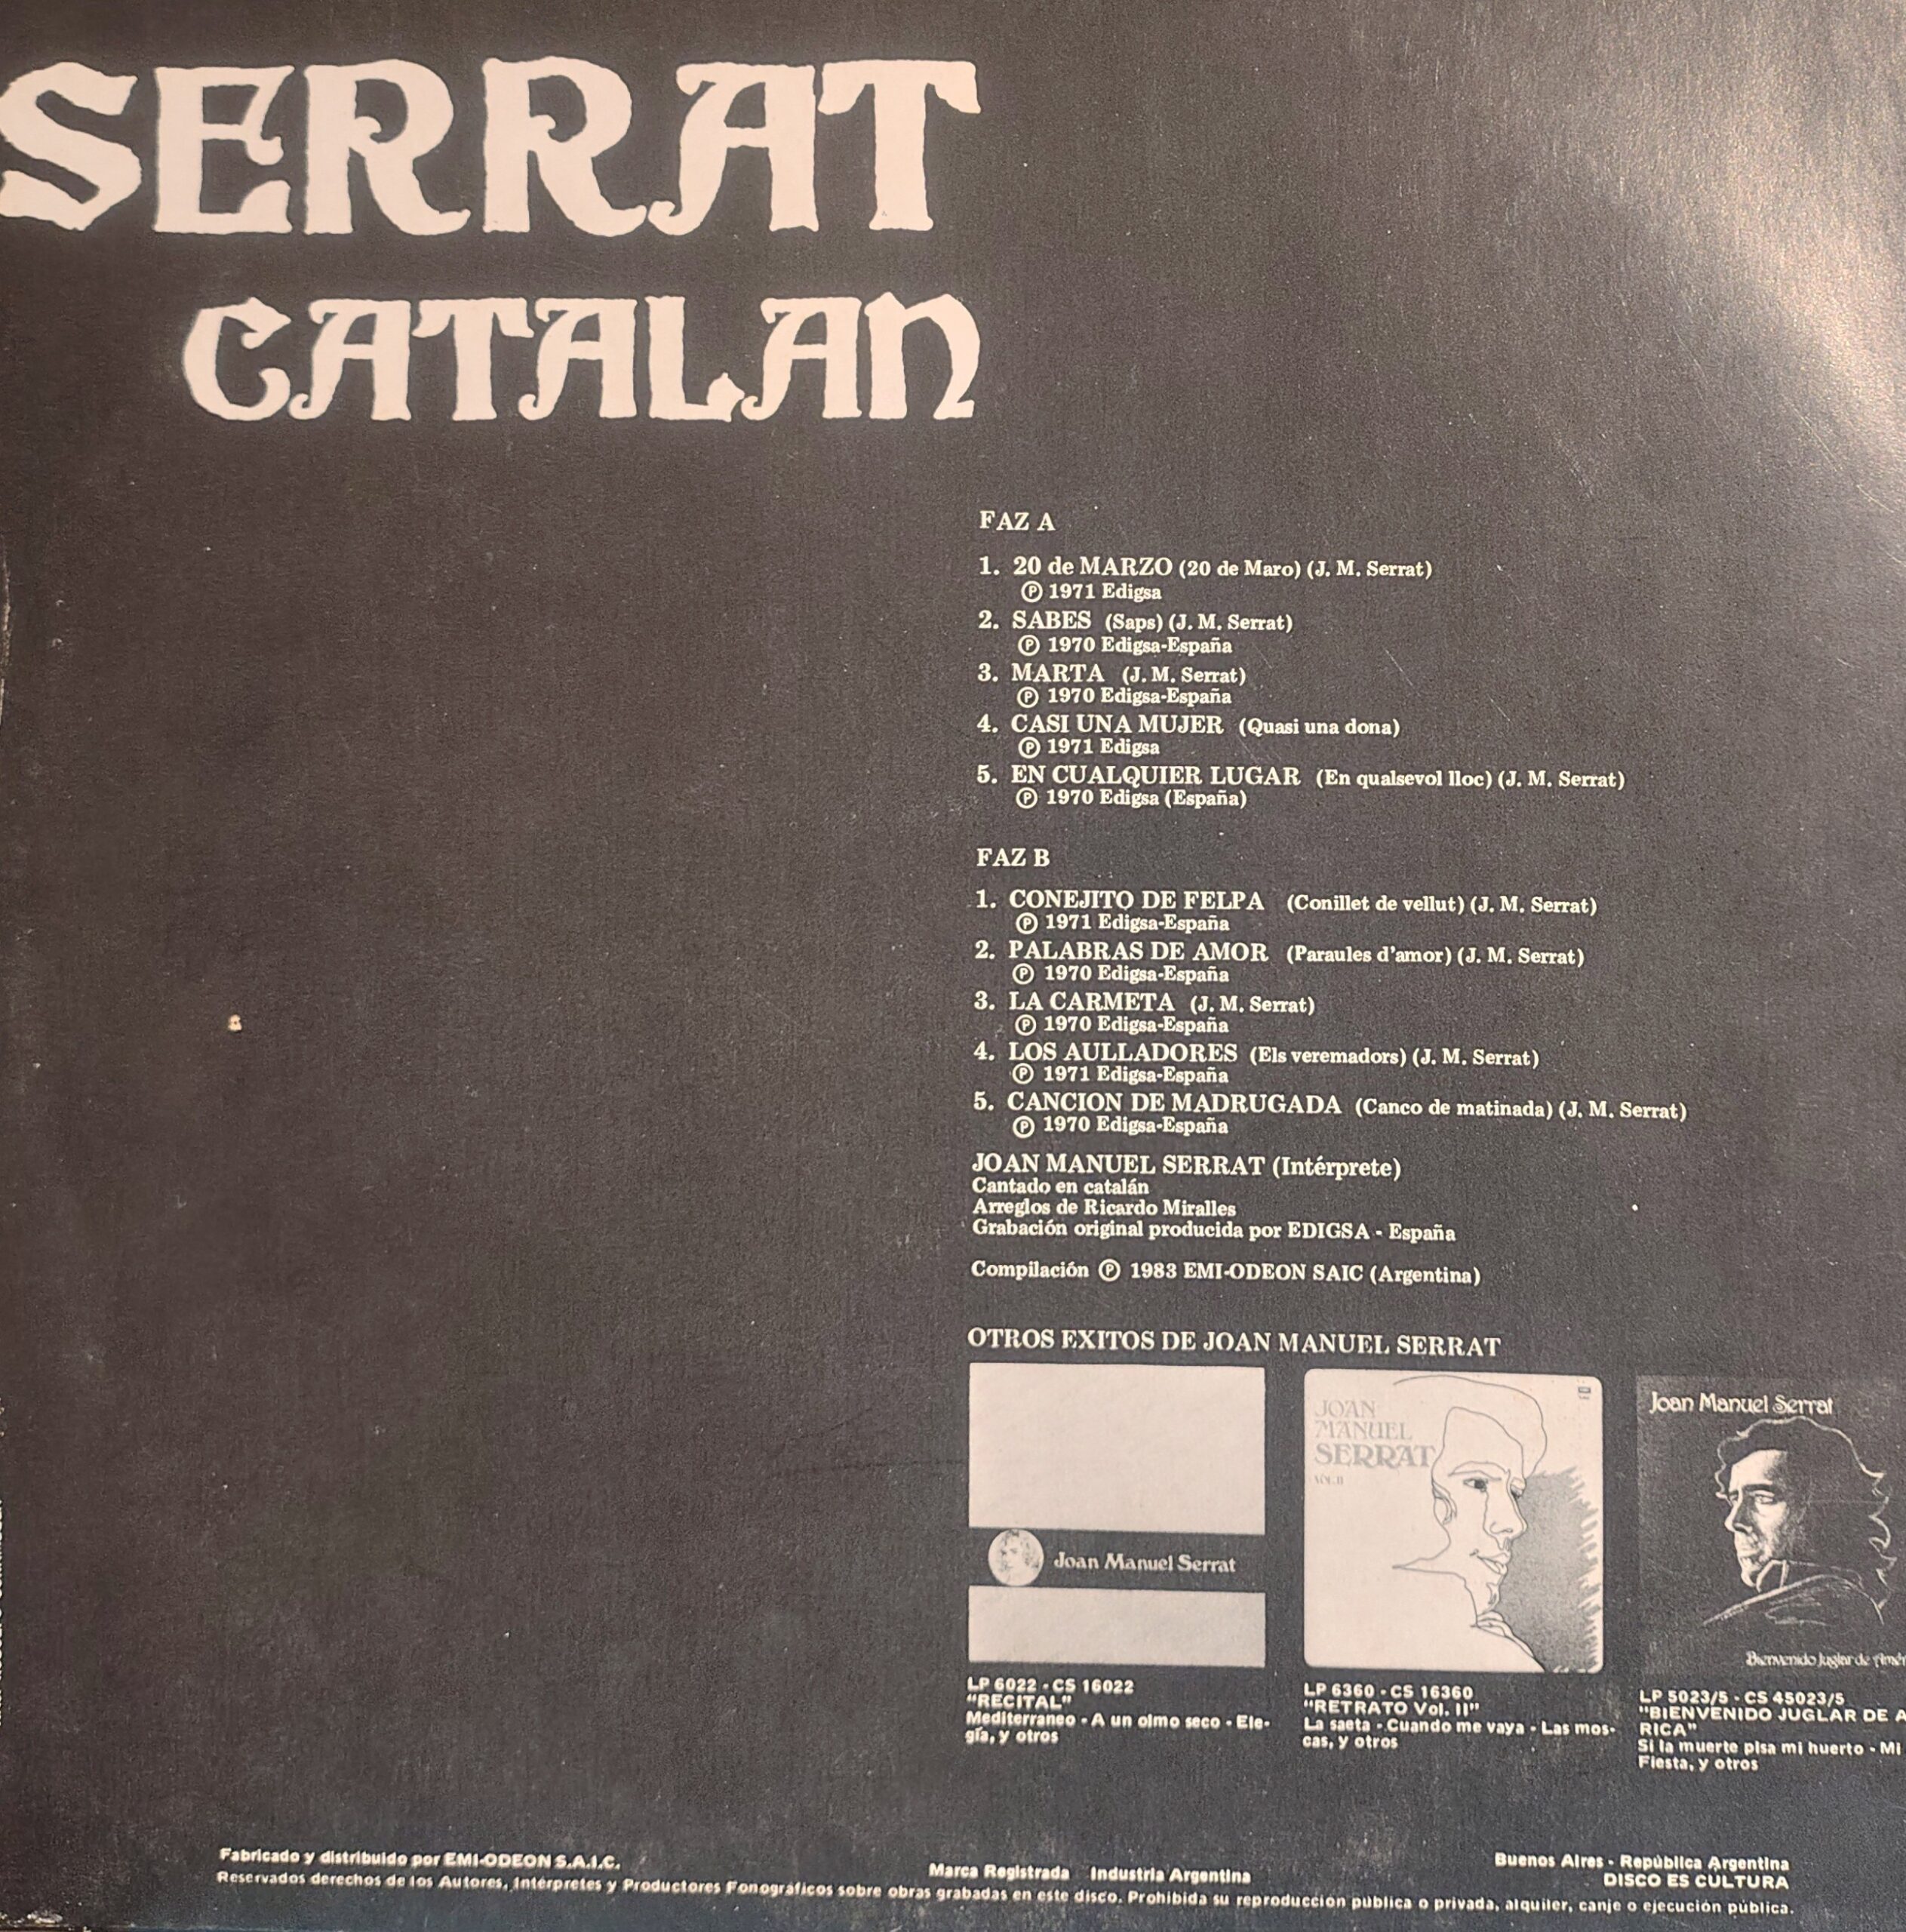 SERRAT
CATALAN
FAZ A
1. 20 de MARZO (20 de Maro) (J. M. Serrat)
℗ 1971 Edigsa
2. SABES (Saps) (J. M. Serrat)
℗ 1970 Edigsa-España
3. MARTA (J. M. Serrat)
℗ 1970 Edigsa-España
4. CASI UNA MUJER (Quasi una dona)
℗ 1971 Edigsa
5. EN CUALQUIER LUGAR (En qualsevol lloc) (J. M. Serrat)
℗ 1970 Edigsa (España)
FAZ B
1. CONEJITO DE FELPA (Conillet de vellut) (J. M. Serrat)
℗ 1971 Edigsa-España
2. PALABRAS DE AMOR (Paraules d'amor) (J. M. Serrat)
℗ 1970 Edigsa-España
3. LA CARMETA (J. M. Serrat)
℗ 1970 Edigsa-España
4. LOS AULLADORES (Els veremadors) (J. M. Serrat)
℗ 1971 Edigsa-España
5. CANCION DE MADRUGADA (Canco de matinada) (J. M. Serrat)
℗ 1970 Edigsa-España
JOAN MANUEL SERRAT (Intérprete)
Cantado en catalán
Arreglos de Ricardo Miralles
Grabación original producida por EDIGSA - España
Compilación ℗ 1983 EMI-ODEON SAIC (Argentina)
OTROS EXITOS DE JOAN MANUEL SERRAT
Joan Manuel Serrat
JOAN
MANUEL
SERRAT
VOL. II
Joan Manuel Serrat
Bienvenido Juglar de Amér
LP 6022 - CS 16022
"RECITAL"
Mediterraneo - A un olmo seco - Ele-
gía, y otros
LP 6360 - CS 16360
"RETRATO Vol. II"
La saeta - Cuando me vaya - Las mos-
cas, y otros
LP 5023/5 - CS 45023/5
"BIENVENIDO JUGLAR DE A
RICA"
Si la muerte pisa mi huerto - Mi
Fiesta, y otros
Fabricado y distribuido por EMI-ODEON S.A.I.C.
Marca Registrada Industria Argentina
Buenos Aires - República Argentina
DISCO ES CULTURA
Reservados derechos de los Autores, Intérpretes y Productores Fonográficos sobre obras grabadas en este disco. Prohibida su reproducción pública o privada, alquiler, canje o ejecución pública.